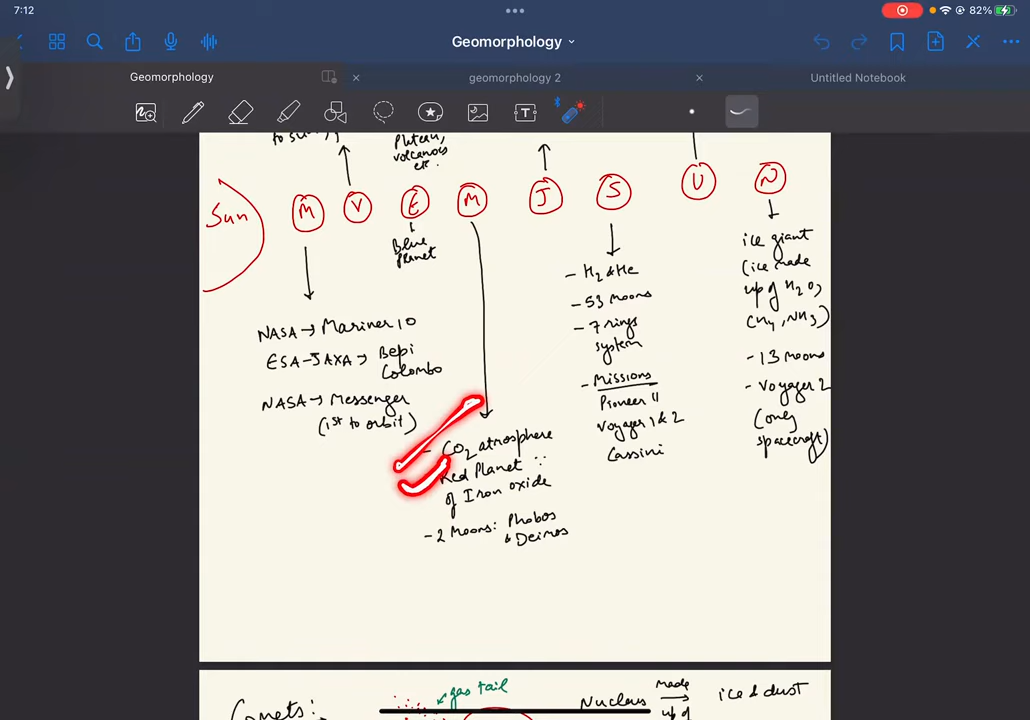 7:12
82%
Geomorphology
Geomorphology
geomorphology 2
Untitled Notebook
Plateau,
volcanoes
etc.
Sun
M V E M J S U N
Blue
Planet
NASA → Mariner 10
ESA-JAXA → Bepi
Colombo
NASA → Messenger
(1st to orbit)
- CO2 atmosphere
Red Planet ∵
of Iron oxide
- 2 Moons: Phobos
& Deimos
- H2 & He
- 53 moons
- 7 rings
system
- Missions
Pioneer 11
Voyager 1 & 2
Cassini
ice giant
(ice made
up of H2O,
CH4, NH3)
- 13 moons
- Voyager 2
(only
spacecraft)
Comets:
gas tail
Nucleus made
up of
→ ice & dust